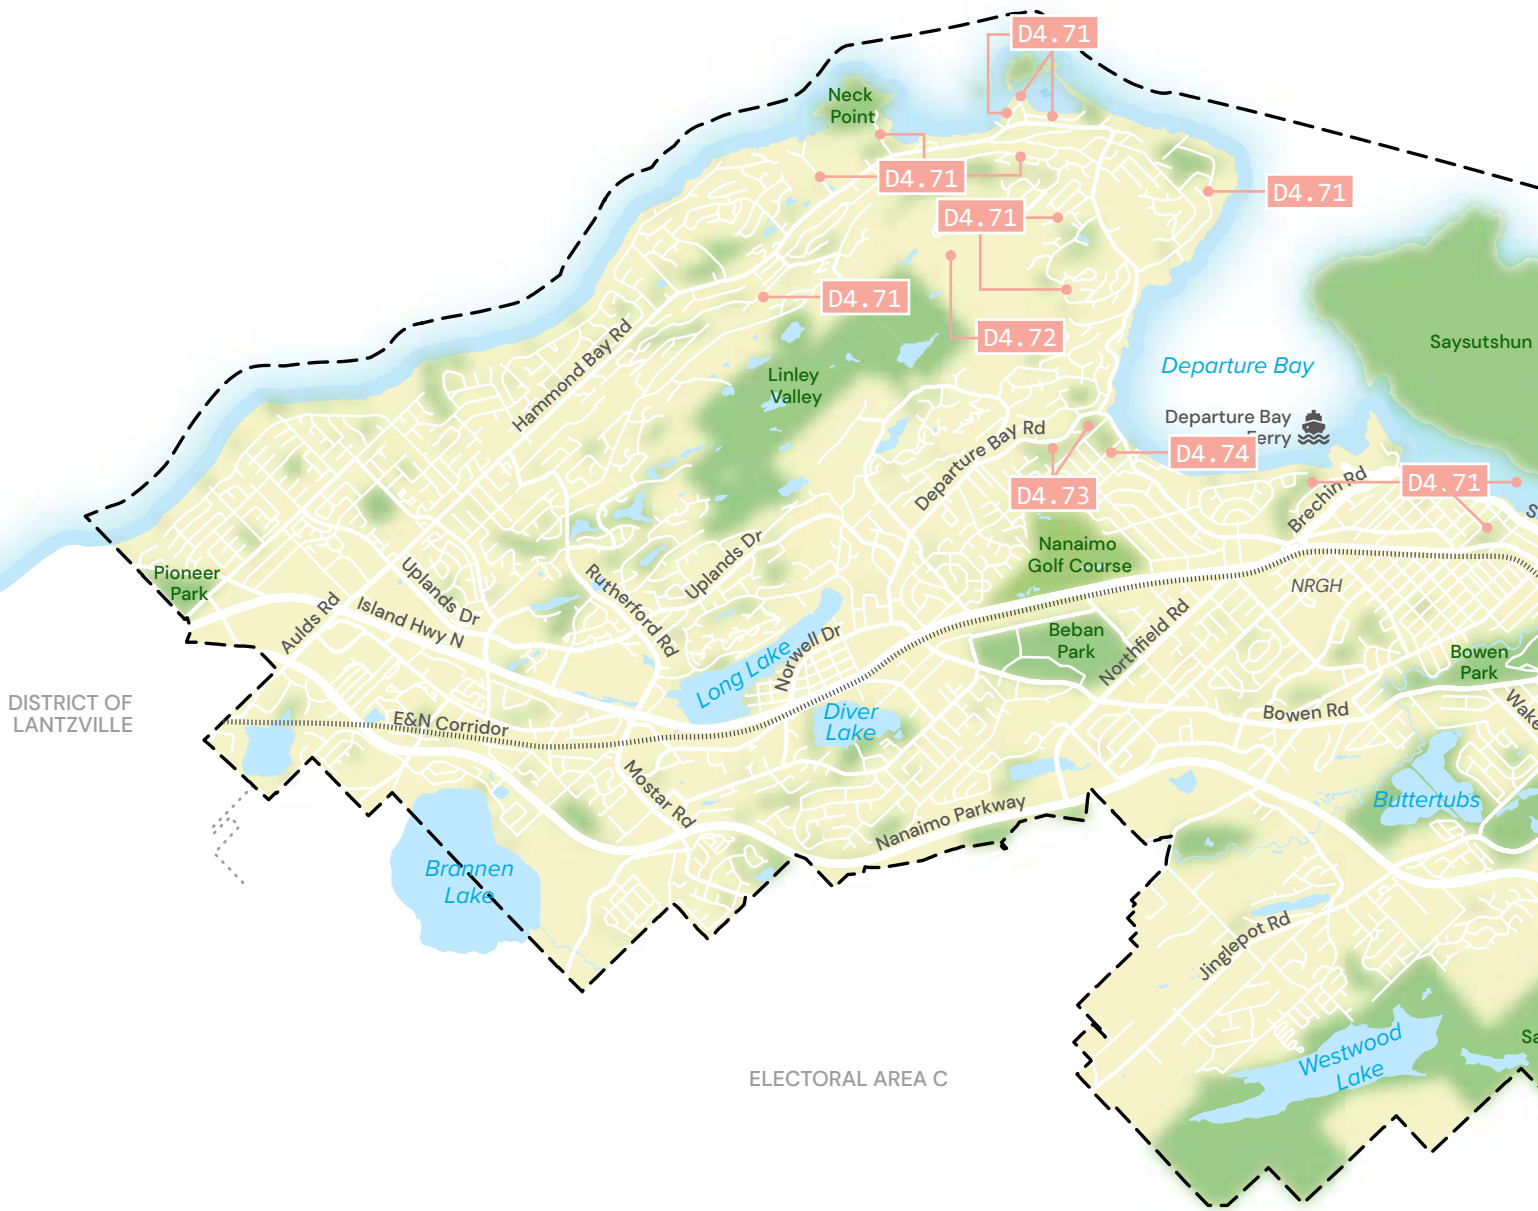 D4.71
Neck
Point
D4.71
D4.71
D4.71
D4.71
D4.72
Saysutshun
Departure Bay
Hammond Bay Rd
Linley
Valley
Departure Bay
Ferry
Departure Bay Rd
D4.74
D4.73
D4.71
Brechin Rd
S
Nanaimo
Golf Course
Uplands Dr
Pioneer
Park
Uplands Dr
Rutherford Rd
NRGH
Aulds Rd
Island Hwy N
Norwell Dr
Beban
Park
Northfield Rd
Bowen
Park
Long Lake
DISTRICT OF
LANTZVILLE
E&N Corridor
Diver
Lake
Bowen Rd
Wake
Mostar Rd
Nanaimo Parkway
Buttertubs
Brannen
Lake
Jinglepot Rd
Westwood
Lake
Sa
ELECTORAL AREA C